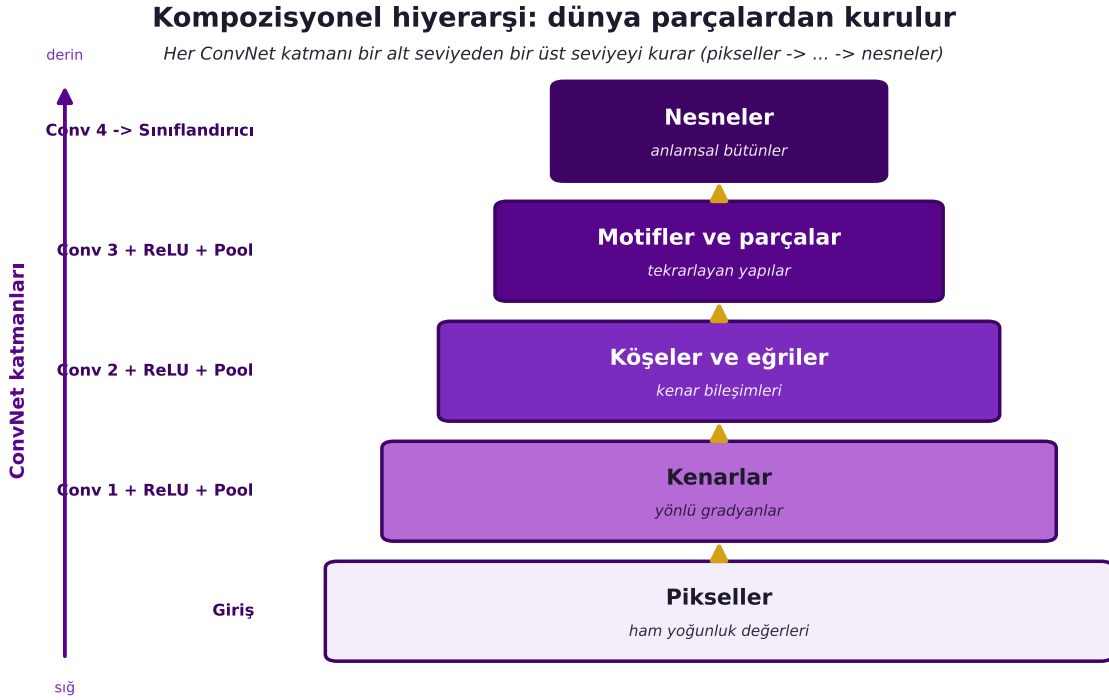 Kompozisyonel hiyerarşi: dünya parçalardan kurulur
Her ConvNet katmanı bir alt seviyeden bir üst seviyeyi kurar (pikseller -> ... -> nesneler)
derin
Conv 4 -> Sınıflandırıcı
Nesneler
anlamsal bütünler
Conv 3 + ReLU + Pool
Motifler ve parçalar
tekrarlayan yapılar
ConvNet katmanları
Conv 2 + ReLU + Pool
Köşeler ve eğriler
kenar bileşimleri
Conv 1 + ReLU + Pool
Kenarlar
yönlü gradyanlar
Giriş
Pikseller
ham yoğunluk değerleri
sığ